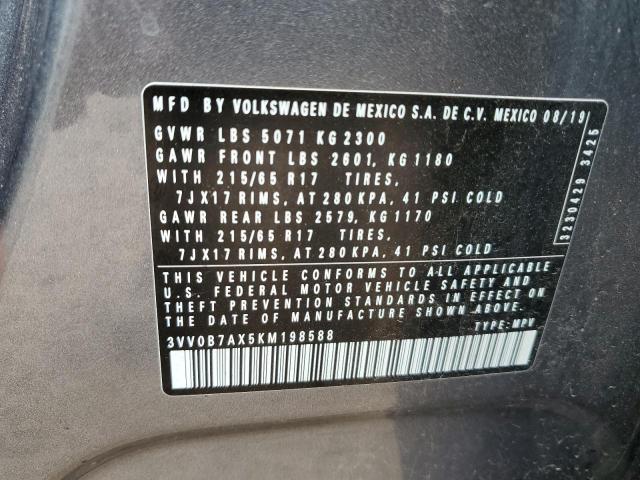 MFD BY VOLKSWAGEN DE MEXICO S.A. DE C.V. MEXICO 08/19
GVWR LBS 5071 KG 2300
GAWR FRONT LBS 2601, KG 1180
WITH 215/65 R17 TIRES,
7JX17 RIMS, AT 280 KPA, 41 PSI COLD
GAWR REAR LBS 2579, KG 1170
WITH 215/65 R17 TIRES,
7JX17 RIMS, AT 280 KPA, 41 PSI COLD
THIS VEHICLE CONFORMS TO ALL APPLICABLE
U.S. FEDERAL MOTOR VEHICLE SAFETY AND
THEFT PREVENTION STANDARDS IN EFFECT ON
THE DATE OF MANUFACTURE SHOWN ABOVE.
3VV0B7AX5KM198588 TYPE: MPV
3230429 3425